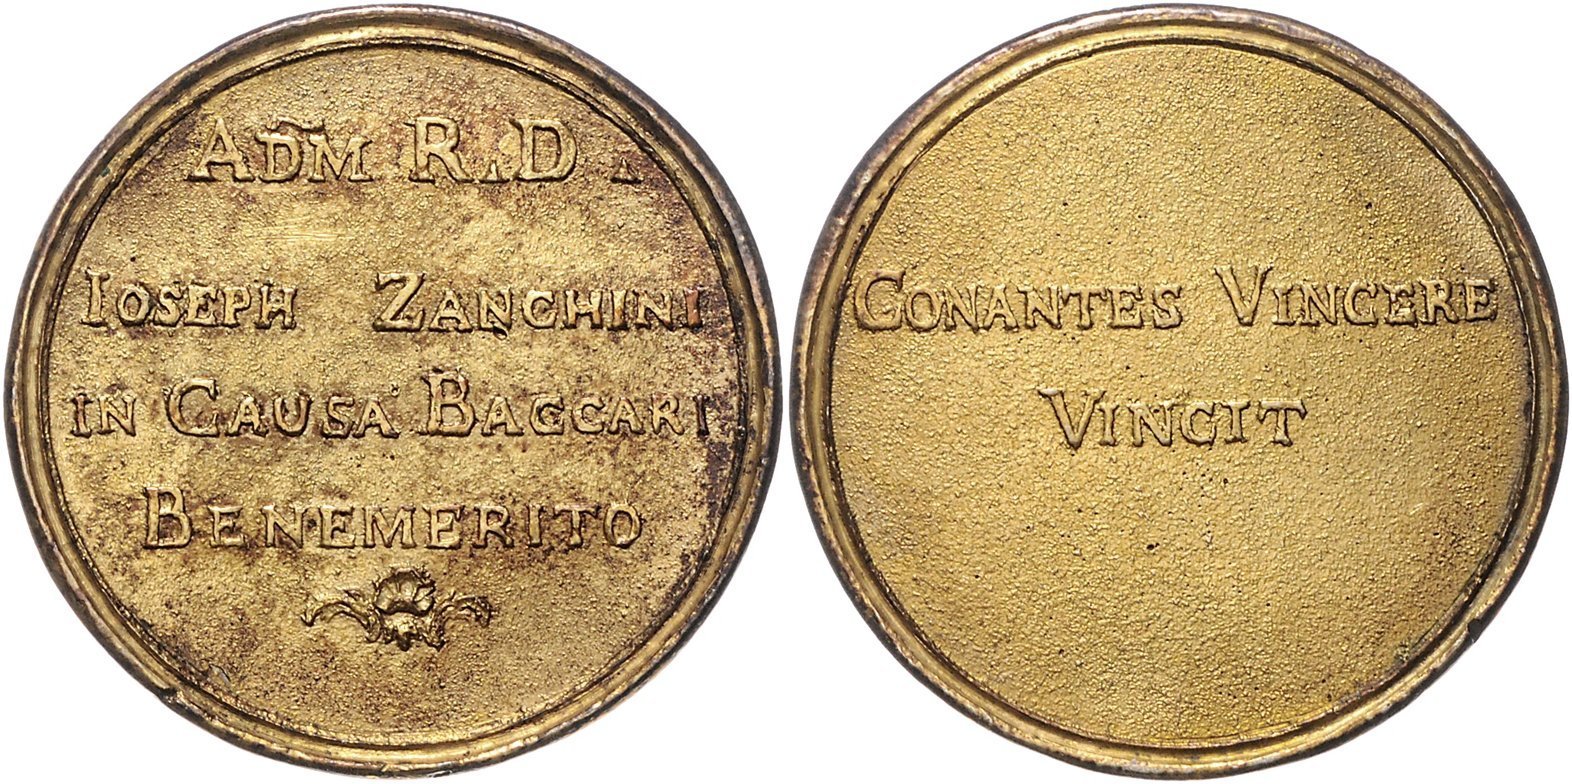 ADM̄ R.D.
IOSEPH ZANCHINI
IN CAUSA BACCARI
BENEMERITO
CONANTES VINCERE
VINCIT